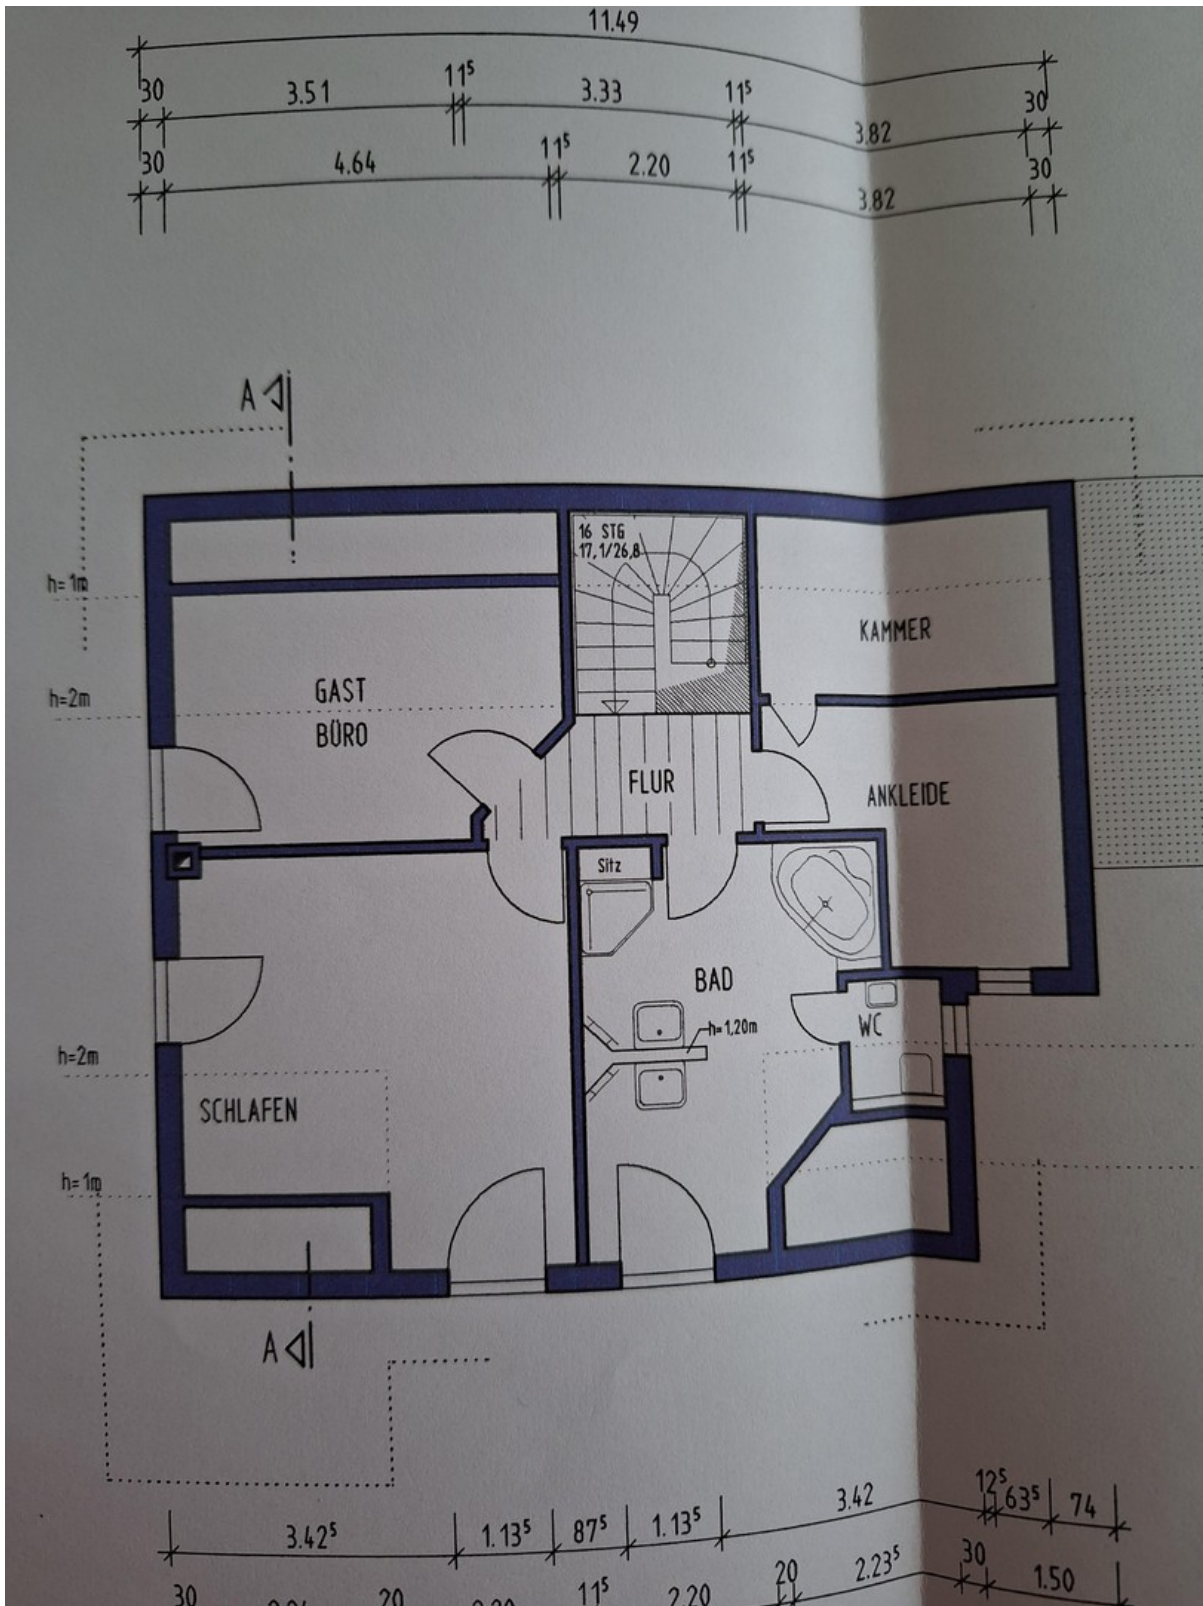 11.49
30 3.51 11⁵ 3.33 11⁵ 3.82 30
30 4.64 11⁵ 2.20 11⁵ 3.82 30
A
16 STG
17,1/26,8
h=1m
KAMMER
h=2m
GAST
BÜRO
FLUR
ANKLEIDE
Sitz
BAD
h=1,20m
WC
h=2m
SCHLAFEN
h=1m
A
3.42⁵ 1.13⁵ 87⁵ 1.13⁵ 3.42 12⁵ 63⁵ 74
30 20 11⁵ 2.20 20 2.23⁵ 30 1.50